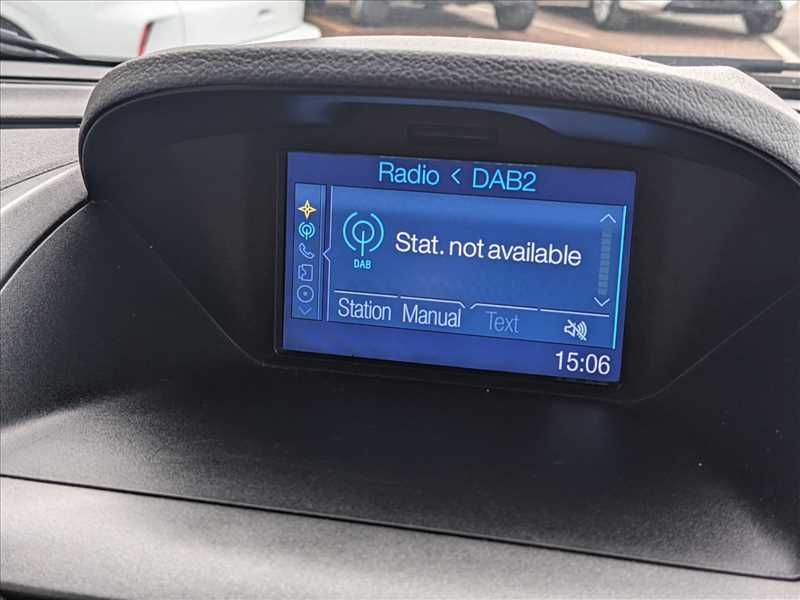 Radio < DAB2
DAB
Stat. not available
Station Manual Text
15:06